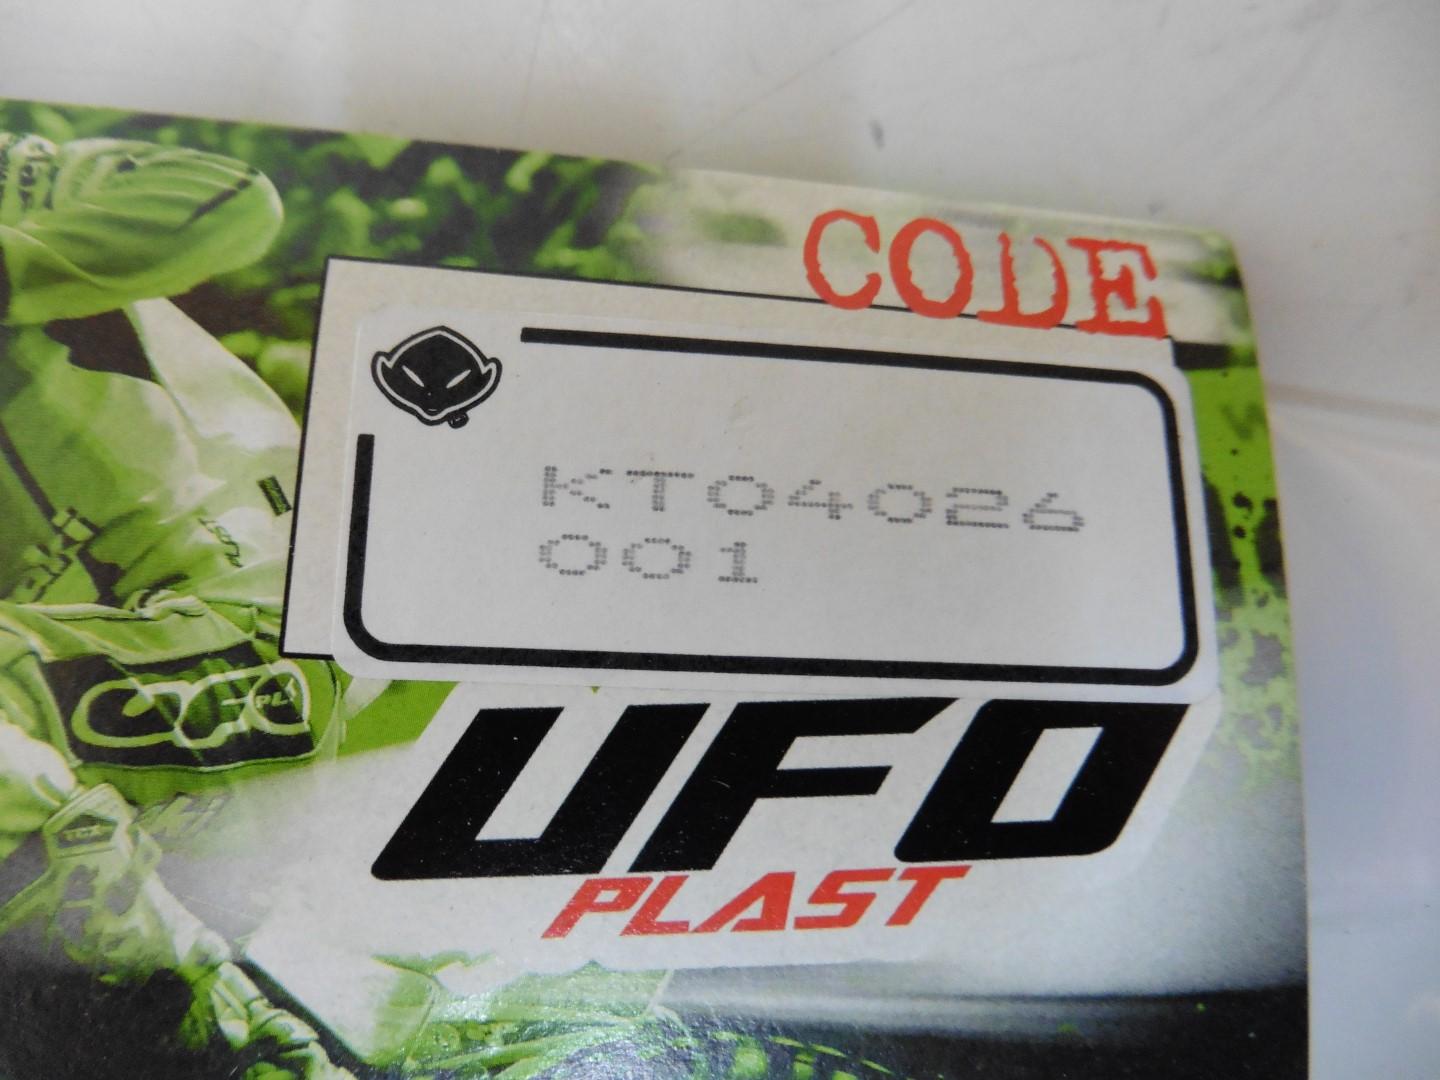 CODE
KT04026
001
UFO
PLAST